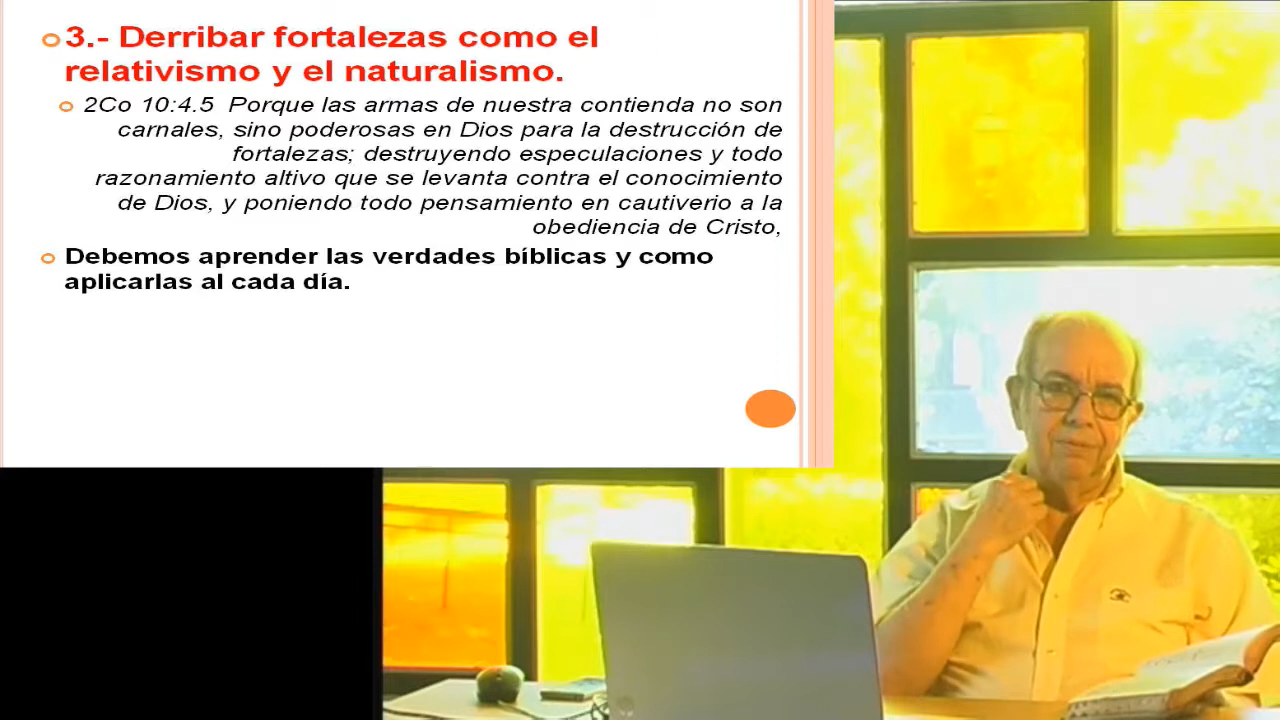 3.- Derribar fortalezas como el
relativismo y el naturalismo.
2Co 10:4.5 Porque las armas de nuestra contienda no son
carnales, sino poderosas en Dios para la destrucción de
fortalezas; destruyendo especulaciones y todo
razonamiento altivo que se levanta contra el conocimiento
de Dios, y poniendo todo pensamiento en cautiverio a la
obediencia de Cristo,
Debemos aprender las verdades bíblicas y como
aplicarlas al cada día.